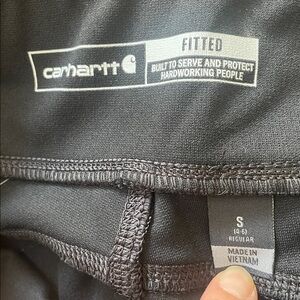 carhartt
FITTED
BUILT TO SERVE AND PROTECT
HARDWORKING PEOPLE
S
(4-6)
REGULAR
MADE IN
VIETNAM